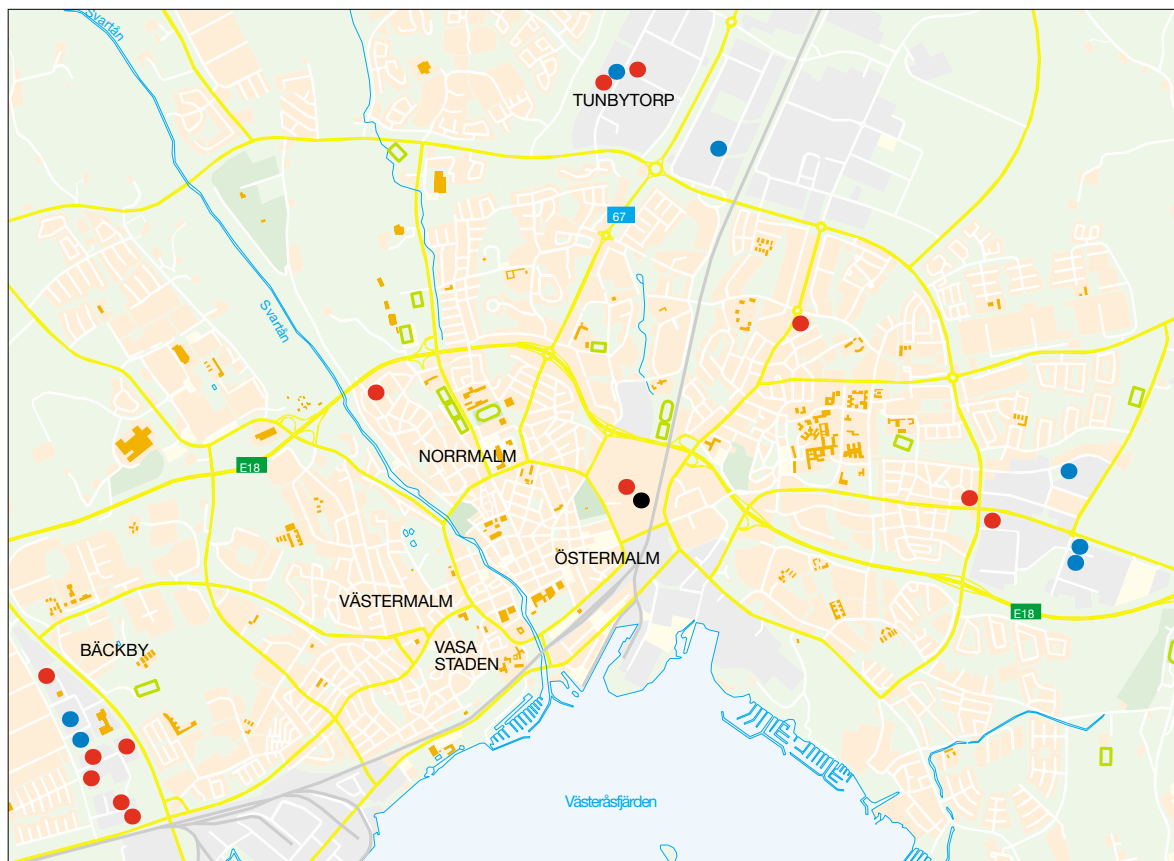 Svartån
TUNBYTORP
67
Svartån
NORRMALM
E18
ÖSTERMALM
VÄSTERMALM
E18
BÄCKBY
VASA
STADEN
Västeråsfjärden